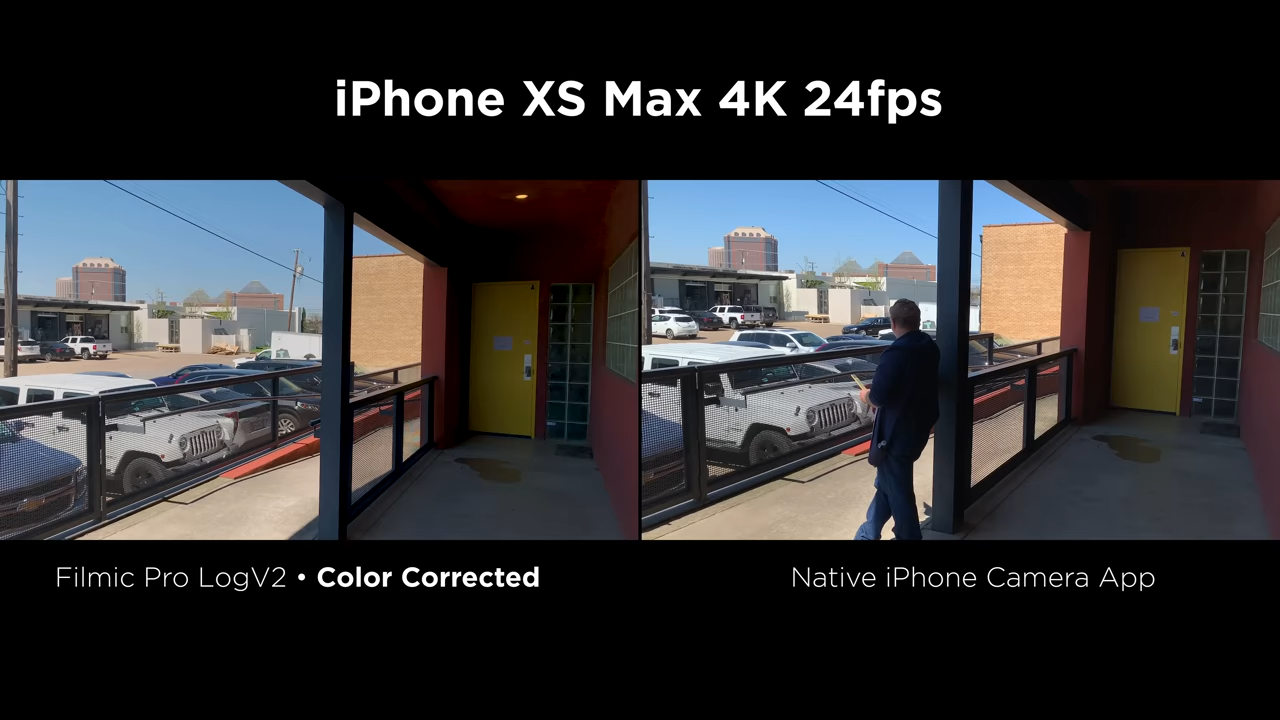 iPhone XS Max 4K 24fps
Filmic Pro LogV2 • Color Corrected
Native iPhone Camera App